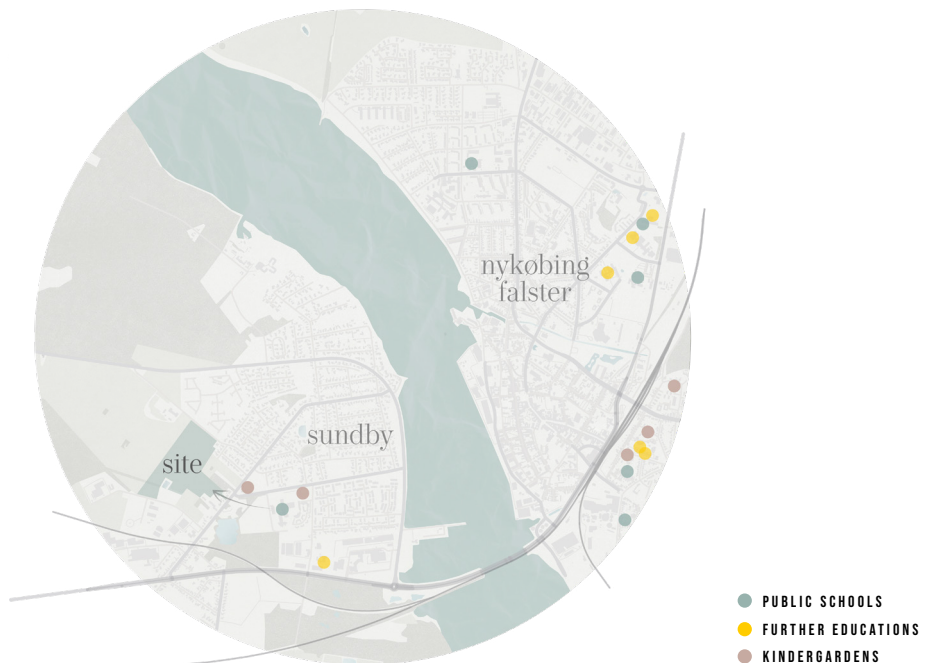 nykøbing
falster
sundby
site
PUBLIC SCHOOLS
FURTHER EDUCATIONS
KINDERGARDENS